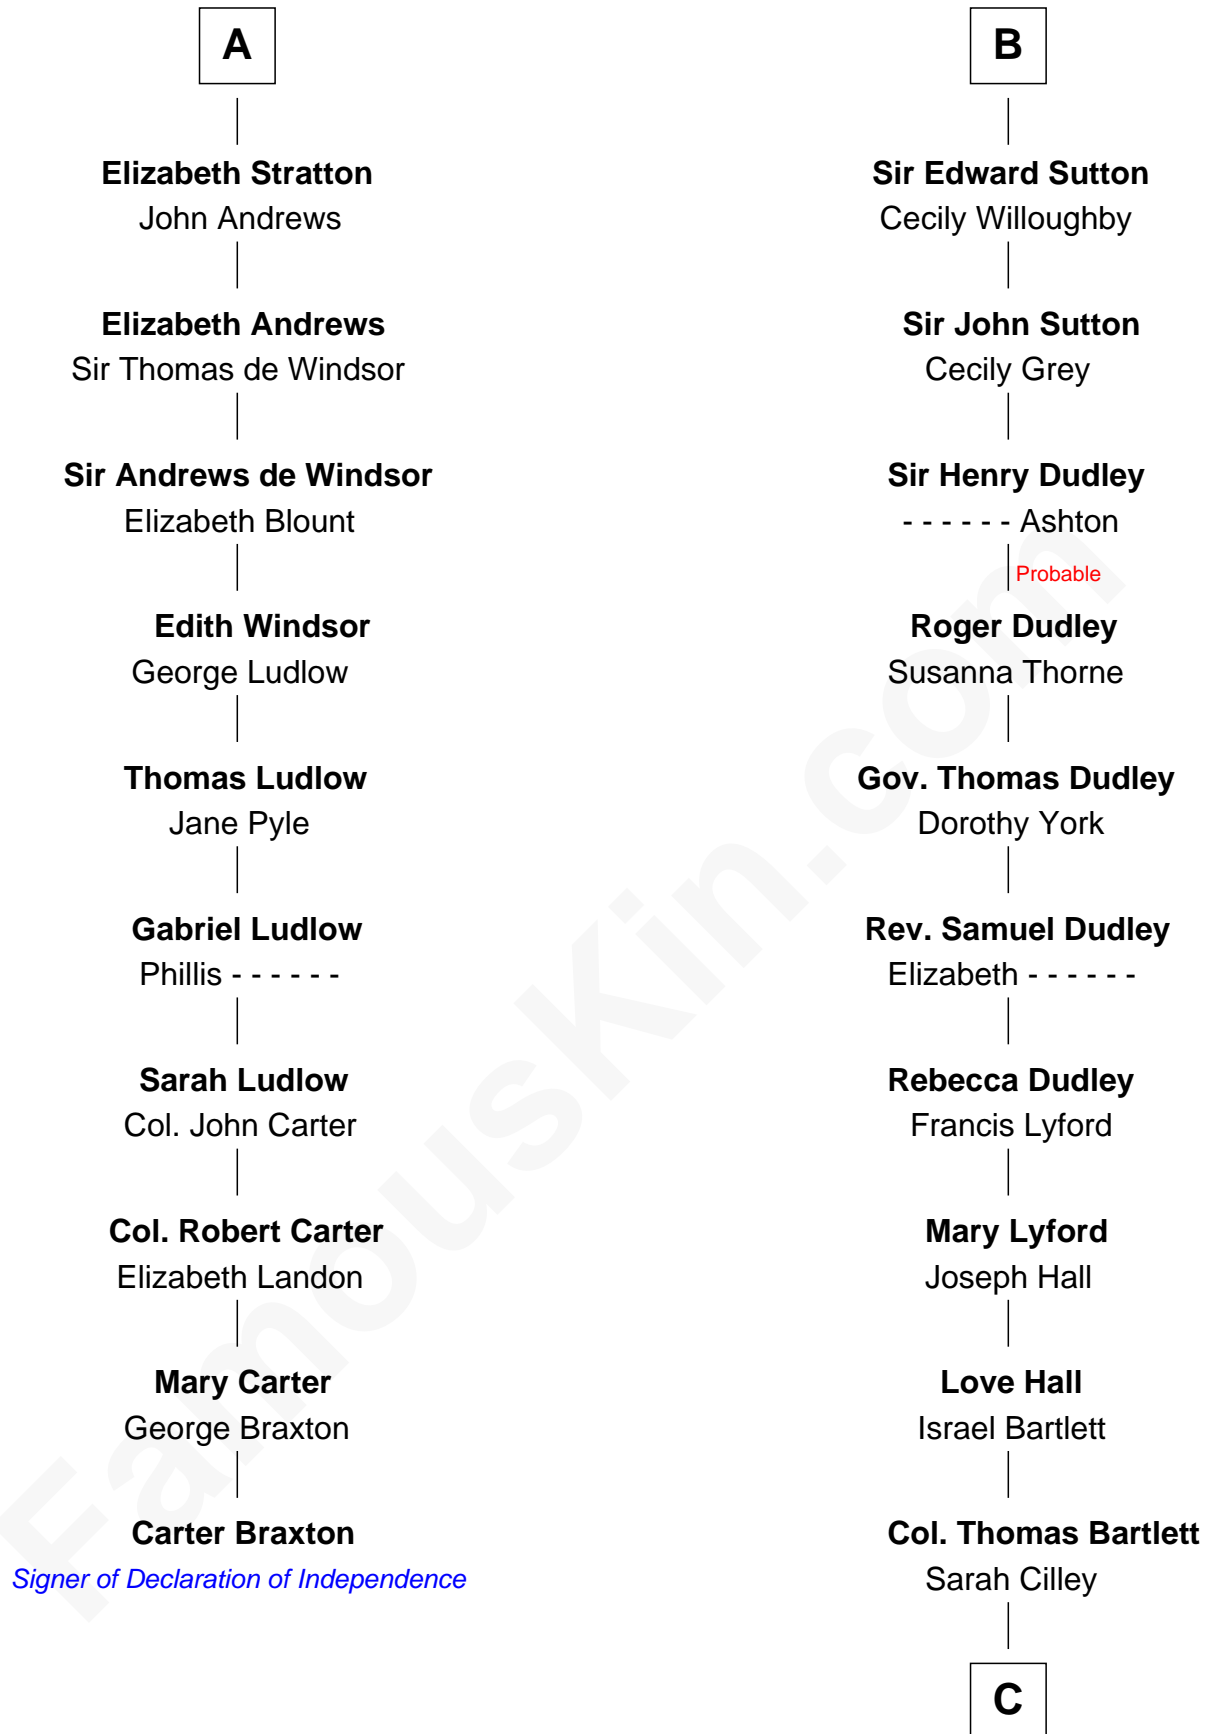 A
Elizabeth Stratton
John Andrews
Elizabeth Andrews
Sir Thomas de Windsor
Sir Andrews de Windsor
Elizabeth Blount
Edith Windsor
George Ludlow
Thomas Ludlow
Jane Pyle
Gabriel Ludlow
Phillis - - - - - -
Sarah Ludlow
Col. John Carter
Col. Robert Carter
Elizabeth Landon
Mary Carter
George Braxton
Carter Braxton
Signer of Declaration of Independence
B
Sir Edward Sutton
Cecily Willoughby
Sir John Sutton
Cecily Grey
Sir Henry Dudley
- - - - - - Ashton
Probable
Roger Dudley
Susanna Thorne
Gov. Thomas Dudley
Dorothy York
Rev. Samuel Dudley
Elizabeth - - - - - -
Rebecca Dudley
Francis Lyford
Mary Lyford
Joseph Hall
Love Hall
Israel Bartlett
Col. Thomas Bartlett
Sarah Cilley
C
FamousKin.com